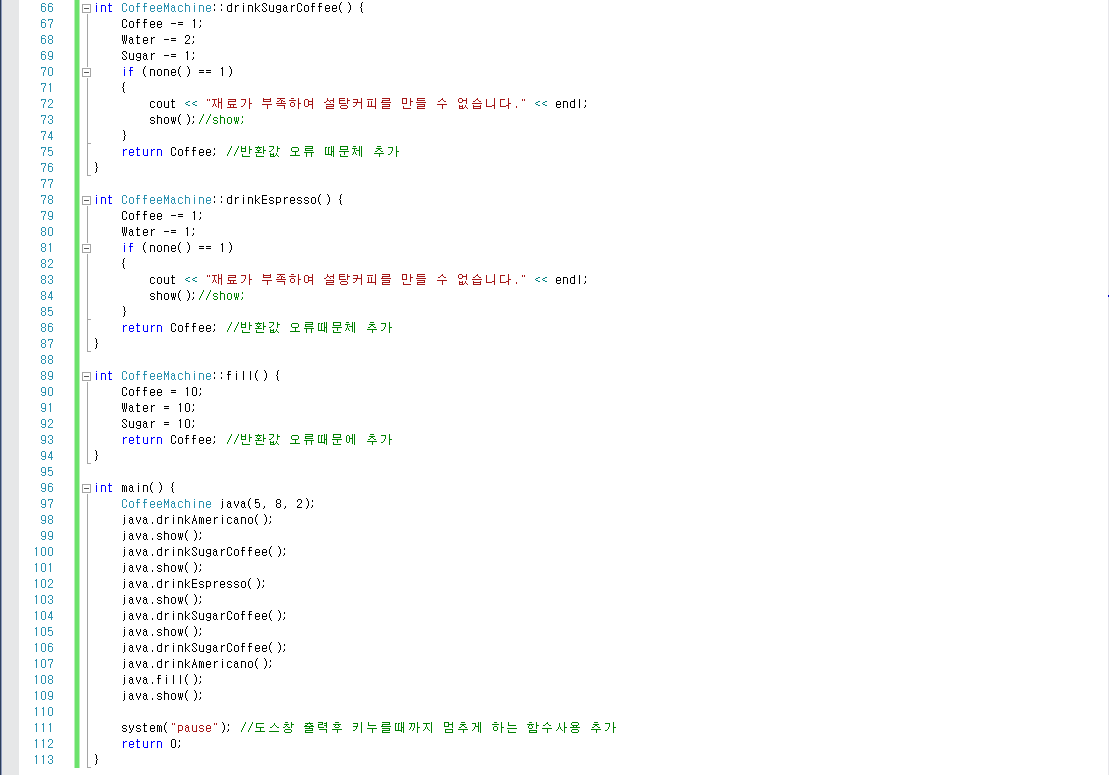 66 int CoffeeMachine::drinkSugarCoffee() {
67 Coffee -= 1;
68 Water -= 2;
69 Sugar -= 1;
70 if (none() == 1)
71 {
72 cout << "재료가 부족하여 설탕커피를 만들 수 없습니다." << endl;
73 show();//show;
74 }
75 return Coffee; //반환값 오류 때문체 추가
76 }
77
78 int CoffeeMachine::drinkEspresso() {
79 Coffee -= 1;
80 Water -= 1;
81 if (none() == 1)
82 {
83 cout << "재료가 부족하여 설탕커피를 만들 수 없습니다." << endl;
84 show();//show;
85 }
86 return Coffee; //반환값 오류때문체 추가
87 }
88
89 int CoffeeMachine::fill() {
90 Coffee = 10;
91 Water = 10;
92 Sugar = 10;
93 return Coffee; //반환값 오류때문에 추가
94 }
95
96 int main() {
97 CoffeeMachine java(5, 8, 2);
98 java.drinkAmericano();
99 java.show();
100 java.drinkSugarCoffee();
101 java.show();
102 java.drinkEspresso();
103 java.show();
104 java.drinkSugarCoffee();
105 java.show();
106 java.drinkSugarCoffee();
107 java.drinkAmericano();
108 java.fill();
109 java.show();
110
111 system("pause"); //도스창 출력후 키누를때까지 멈추게 하는 함수사용 추가
112 return 0;
113 }